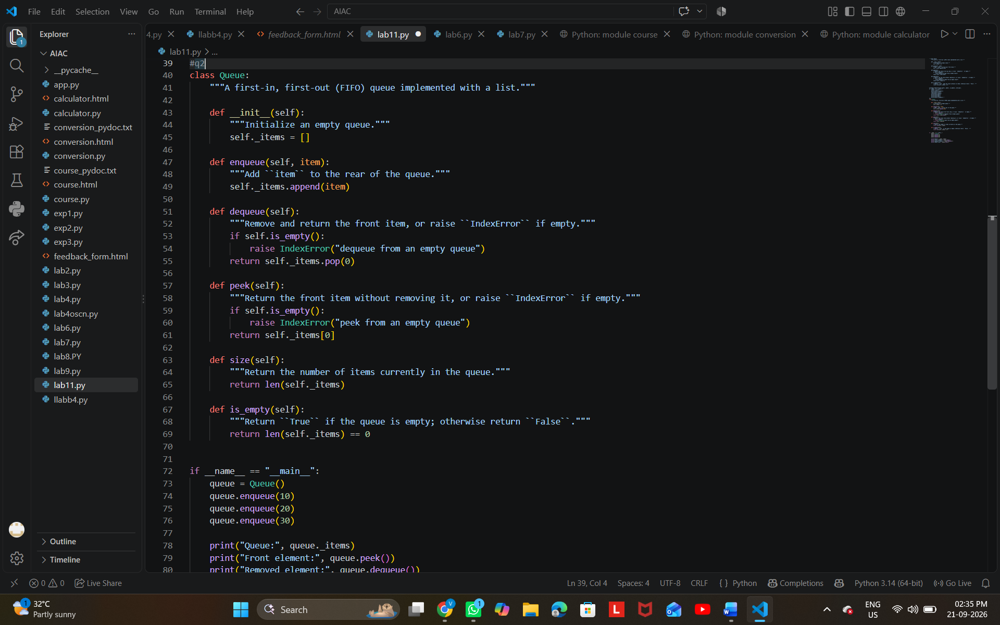 File Edit Selection View Go Run Terminal Help
AIAC
Explorer
AIAC
__pycache__
app.py
calculator.html
calculator.py
conversion_pydoc.txt
conversion.html
conversion.py
course_pydoc.txt
course.html
course.py
exp1.py
exp2.py
exp3.py
feedback_form.html
lab2.py
lab3.py
lab4.py
lab4oscn.py
lab6.py
lab7.py
lab8.PY
lab9.py
lab11.py
llabb4.py
Outline
Timeline
4.py llabb4.py feedback_form.html lab11.py lab6.py lab7.py Python: module course Python: module conversion Python: module calculator
lab11.py > ...
39 #q2
40 class Queue:
41 """A first-in, first-out (FIFO) queue implemented with a list."""
42
43 def __init__(self):
44 """Initialize an empty queue."""
45 self._items = []
46
47 def enqueue(self, item):
48 """Add ``item`` to the rear of the queue."""
49 self._items.append(item)
50
51 def dequeue(self):
52 """Remove and return the front item, or raise ``IndexError`` if empty."""
53 if self.is_empty():
54 raise IndexError("dequeue from an empty queue")
55 return self._items.pop(0)
56
57 def peek(self):
58 """Return the front item without removing it, or raise ``IndexError`` if empty."""
59 if self.is_empty():
60 raise IndexError("peek from an empty queue")
61 return self._items[0]
62
63 def size(self):
64 """Return the number of items currently in the queue."""
65 return len(self._items)
66
67 def is_empty(self):
68 """Return ``True`` if the queue is empty; otherwise return ``False``."""
69 return len(self._items) == 0
70
71
72 if __name__ == "__main__":
73 queue = Queue()
74 queue.enqueue(10)
75 queue.enqueue(20)
76 queue.enqueue(30)
77
78 print("Queue:", queue._items)
79 print("Front element:", queue.peek())
80 print("Removed element:", queue.dequeue())
0 0 Live Share Ln 39, Col 4 Spaces: 4 UTF-8 CRLF { } Python Completions Python 3.14 (64-bit) Go Live
1 32°C
Partly sunny
Search
V
1
L
W
ENG
US
02:35 PM
21-09-2026